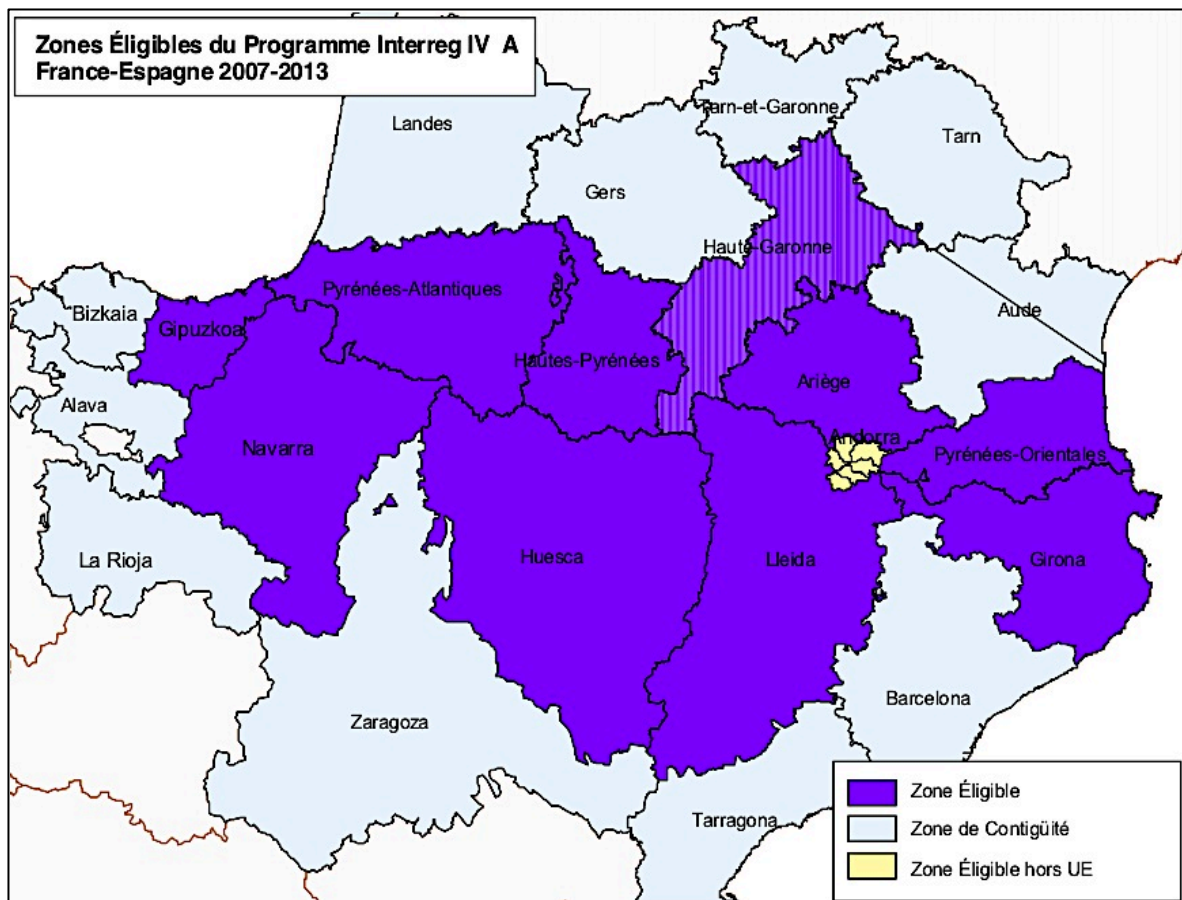 Zones Éligibles du Programme Interreg IV A
France-Espagne 2007-2013
Tarn-et-Garonne
Landes
Tarn
Gers
Haute-Garonne
Pyrénées-Atlantiques
Bizkaia
Aude
Gipuzkoa
Hautes-Pyrénées
Ariège
Alava
Andorra
Navarra
Pyrénées-Orientales
La Rioja
Huesca
Lleida
Girona
Barcelona
Zaragoza
Tarragona
Zone Éligible
Zone de Contigüité
Zone Éligible hors UE